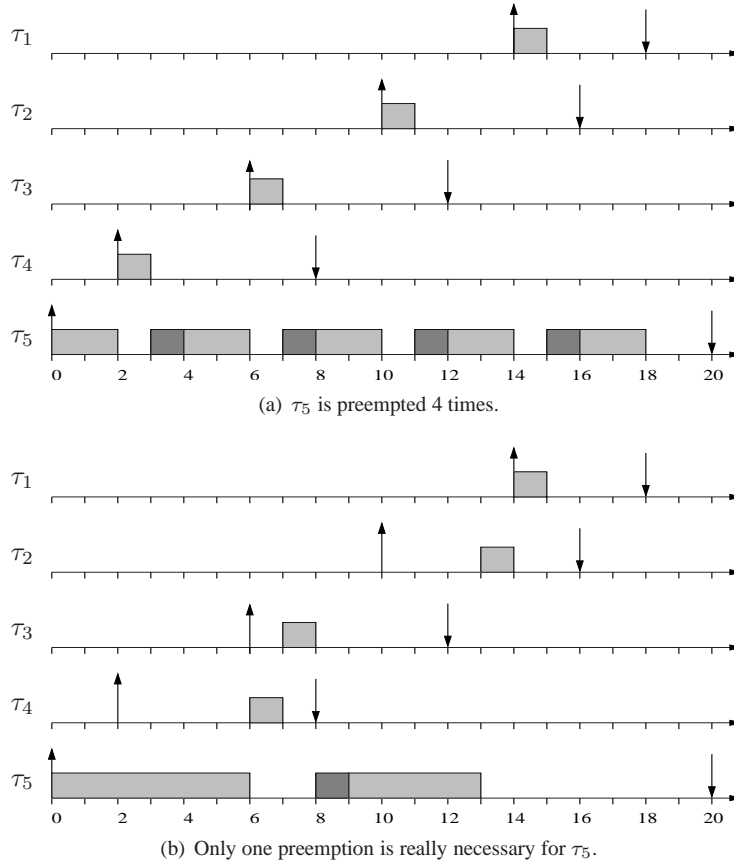 τ1
τ2
τ3
τ4
τ5
0 2 4 6 8 10 12 14 16 18 20
(a) τ5 is preempted 4 times.
τ1
τ2
τ3
τ4
τ5
0 2 4 6 8 10 12 14 16 18 20
(b) Only one preemption is really necessary for τ5.